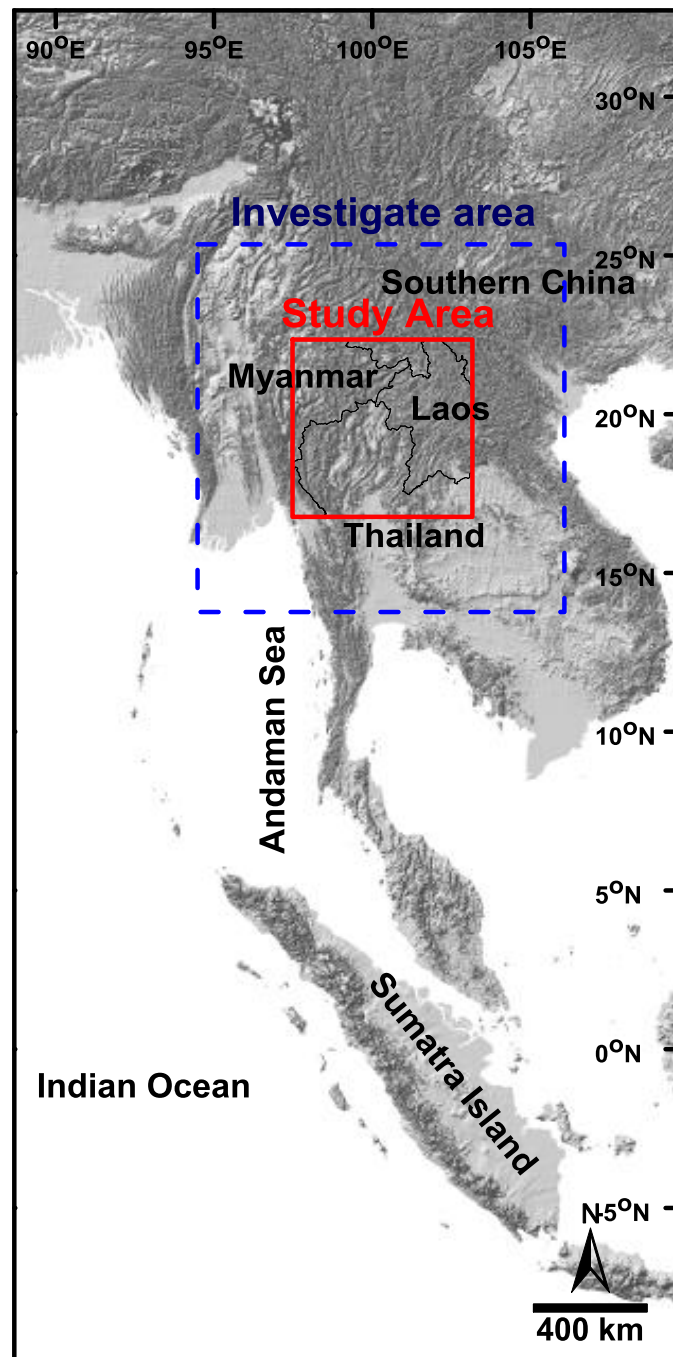 90°E 95°E 100°E 105°E
30°N
Investigate area
25°N
Southern China
Study Area
Myanmar
Laos
20°N
Thailand
15°N
Andaman Sea
10°N
5°N
Sumatra Island
0°N
Indian Ocean
N
-5°N
400 km